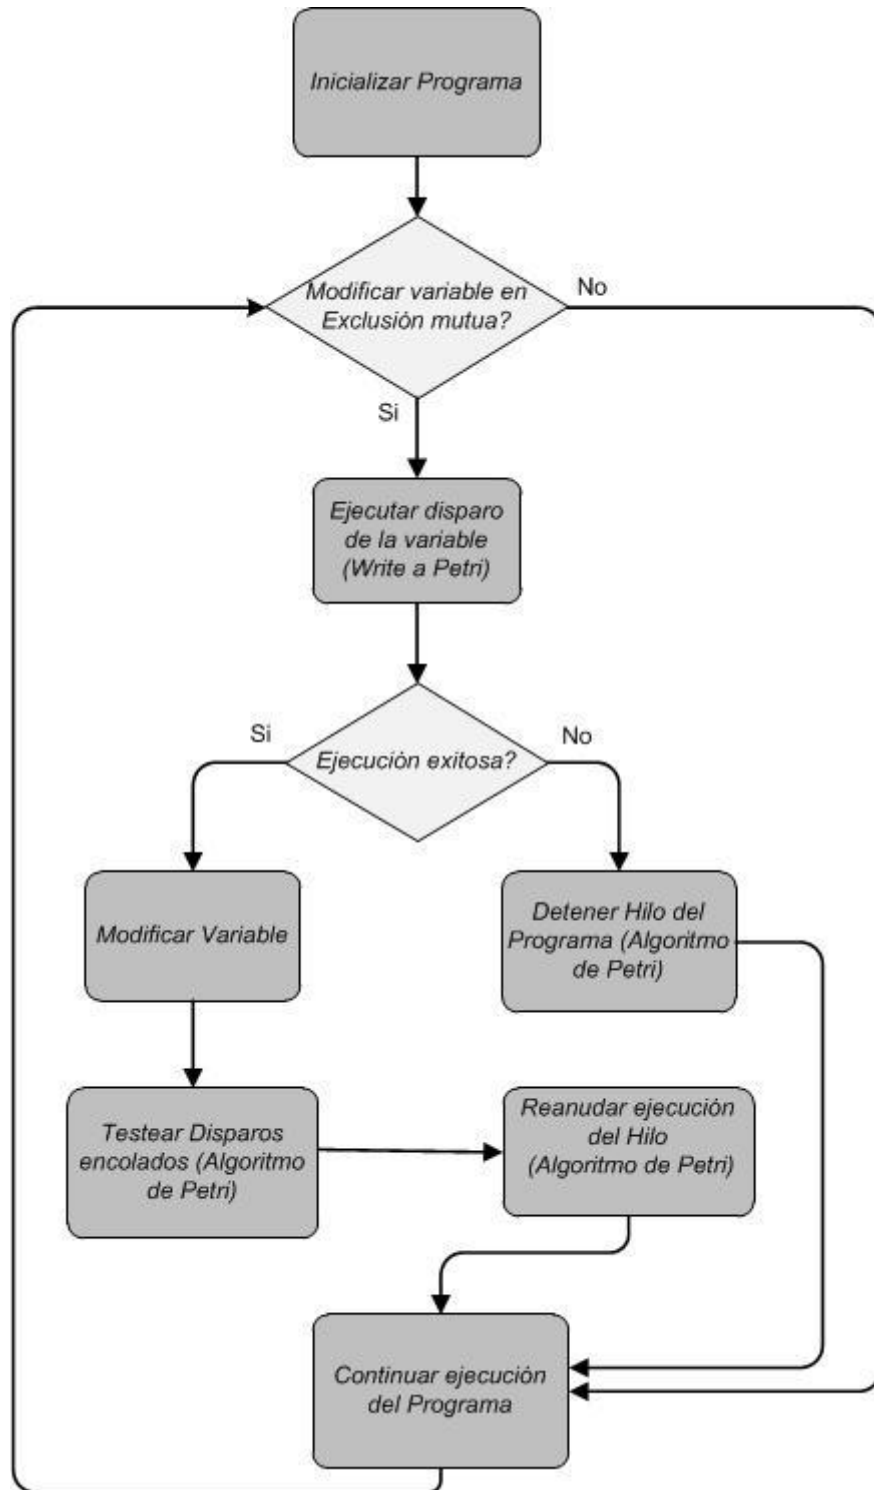 Inicializar Programa
Modificar variable en
Exclusión mutua?
No
Si
Ejecutar disparo
de la variable
(Write a Petri)
Si
No
Ejecución exitosa?
Modificar Variable
Detener Hilo del
Programa (Algoritmo
de Petri)
Testear Disparos
encolados (Algoritmo
de Petri)
Reanudar ejecución
del Hilo
(Algoritmo de Petri)
Continuar ejecución
del Programa